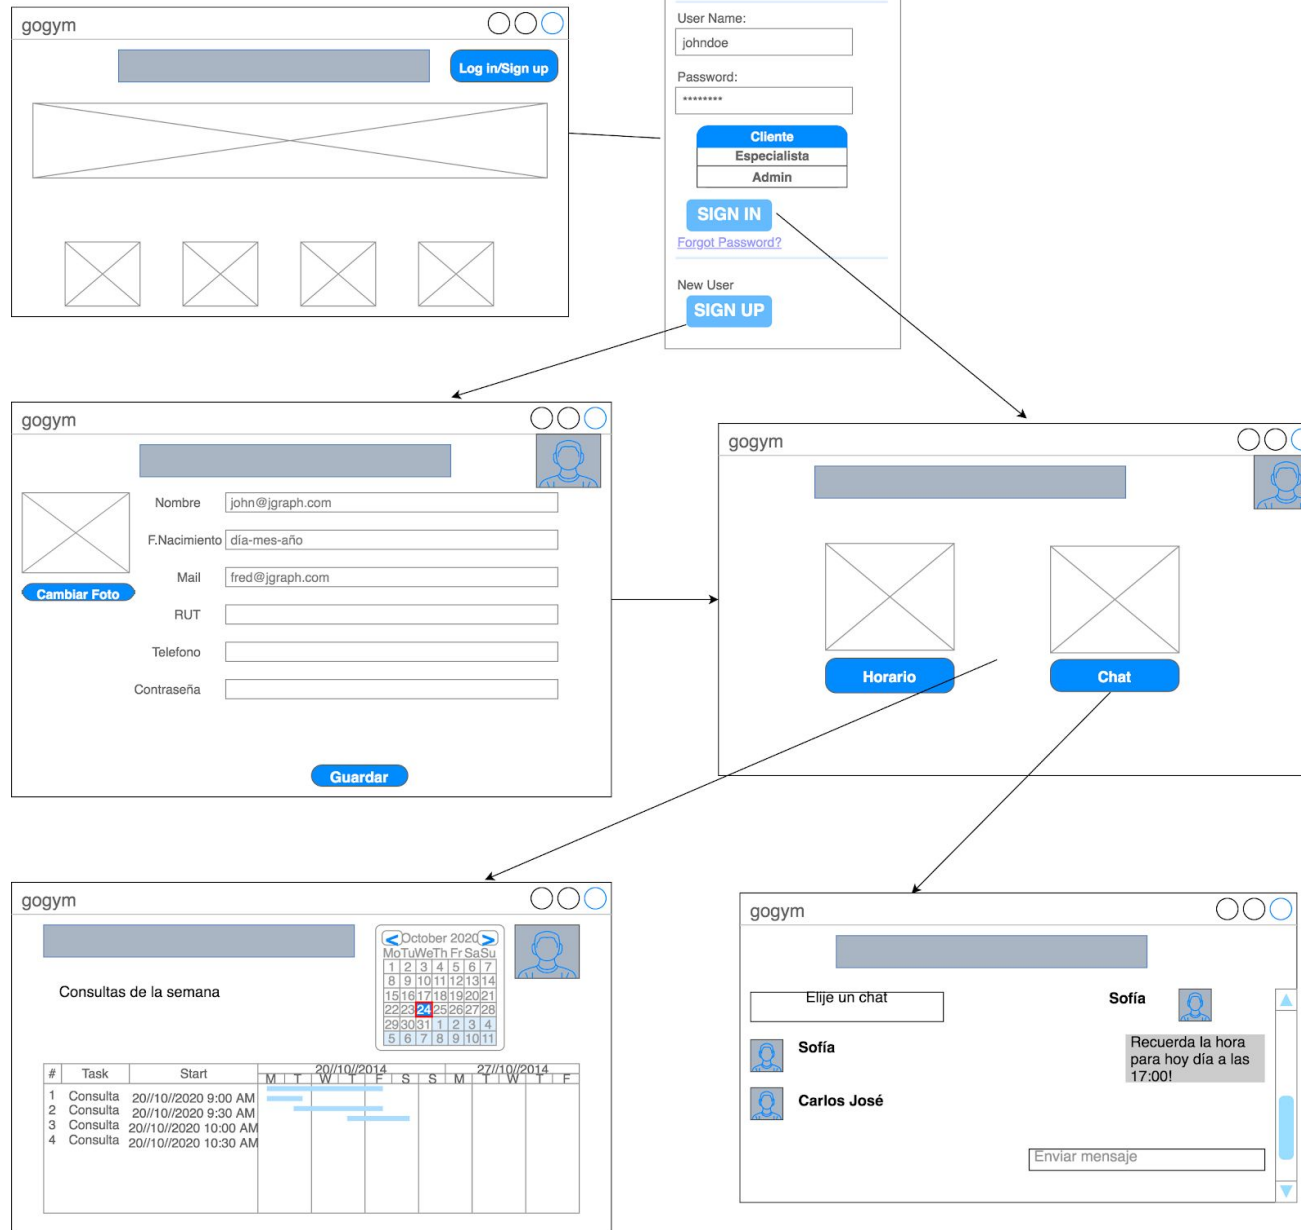 gogym
Log in/Sign up
User Name:
johndoe
Password:
********
Cliente
Especialista
Admin
SIGN IN
Forgot Password?
New User
SIGN UP
gogym
Nombre
john@jgraph.com
F.Nacimiento
día-mes-año
Mail
fred@jgraph.com
Cambiar Foto
RUT
Telefono
Contraseña
Guardar
gogym
Horario
Chat
gogym
< October 2020 >
Mo Tu We Th Fr Sa Su
1 2 3 4 5 6 7
8 9 10 11 12 13 14
15 16 17 18 19 20 21
22 23 24 25 26 27 28
29 30 31 1 2 3 4
5 6 7 8 9 10 11
Consultas de la semana
# Task Start 20//10//2014 27//10//2014
M T W T F S S M T W T F
1 Consulta 20//10//2020 9:00 AM
2 Consulta 20//10//2020 9:30 AM
3 Consulta 20//10//2020 10:00 AM
4 Consulta 20//10//2020 10:30 AM
gogym
Elije un chat
Sofía
Carlos José
Sofía
Recuerda la hora
para hoy día a las
17:00!
Enviar mensaje